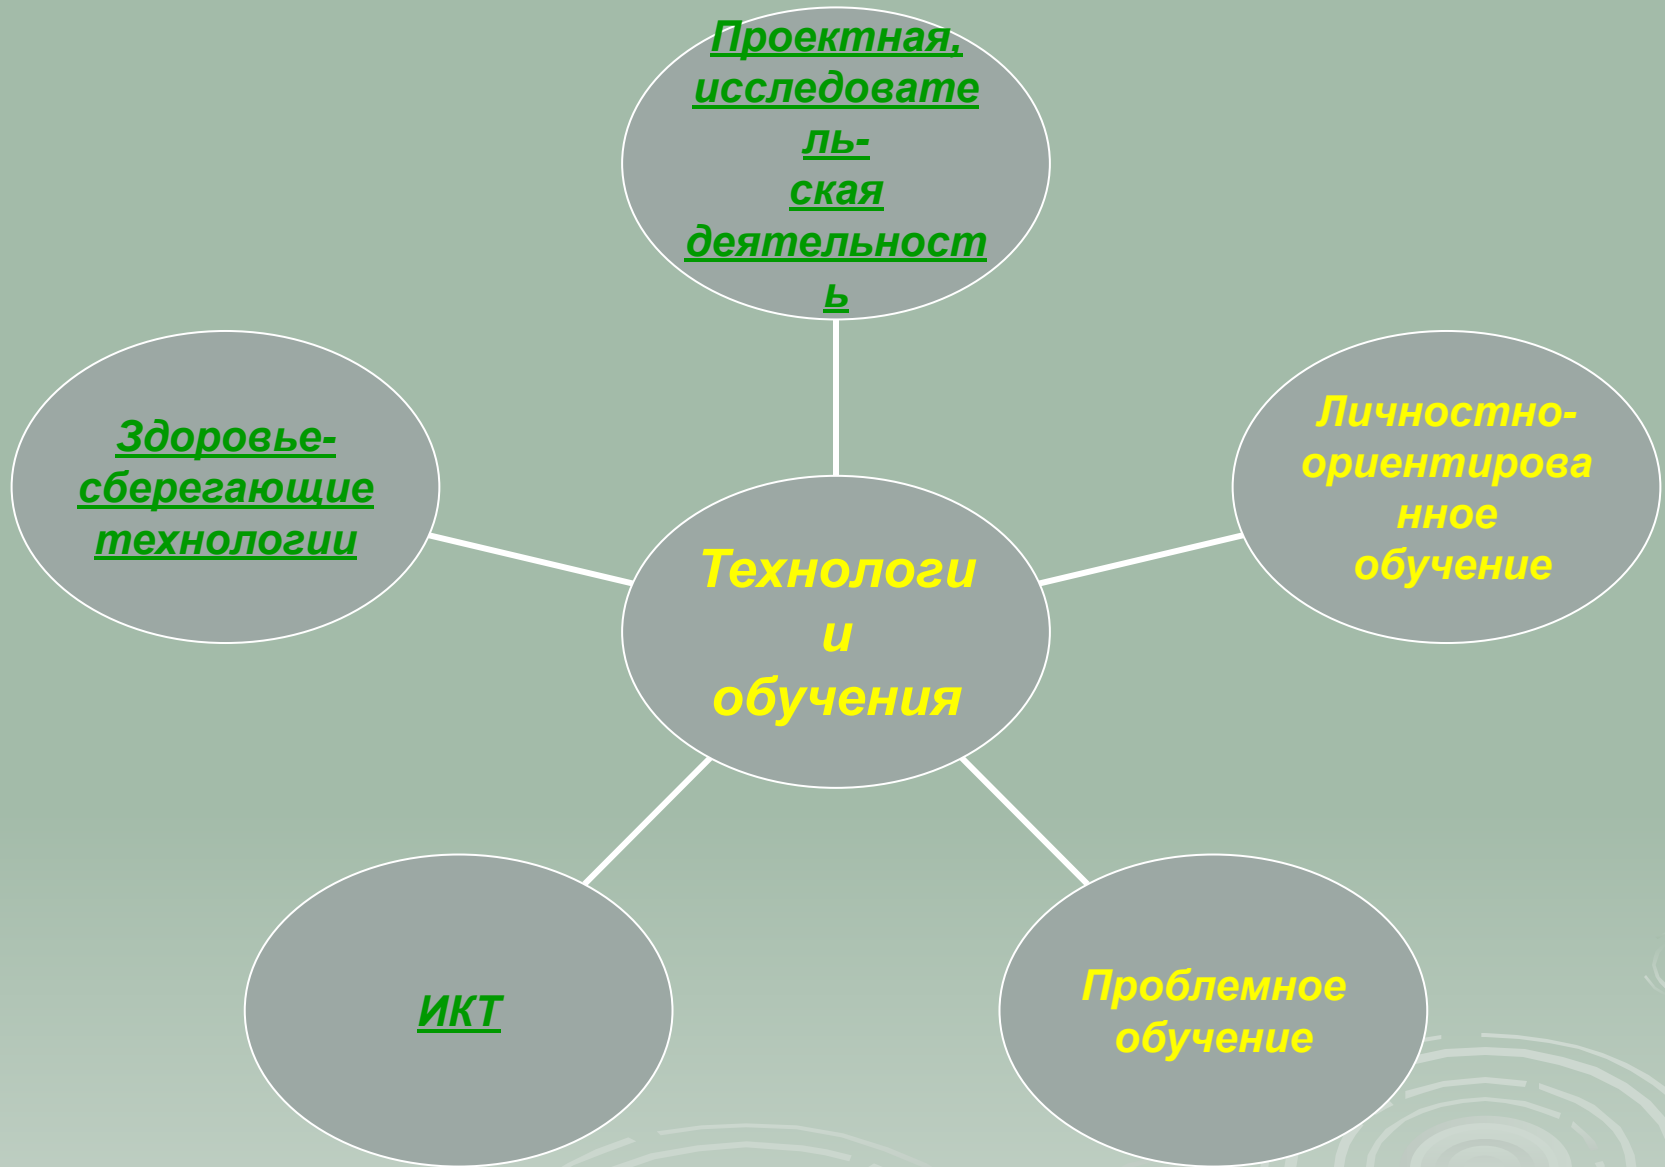 Проектная,
исследовате
ль-
ская
деятельност
ь
Здоровье-
сберегающие
технологии
Личностно-
ориентирова
нное
обучение
Технологи
и
обучения
ИКТ
Проблемное
обучение